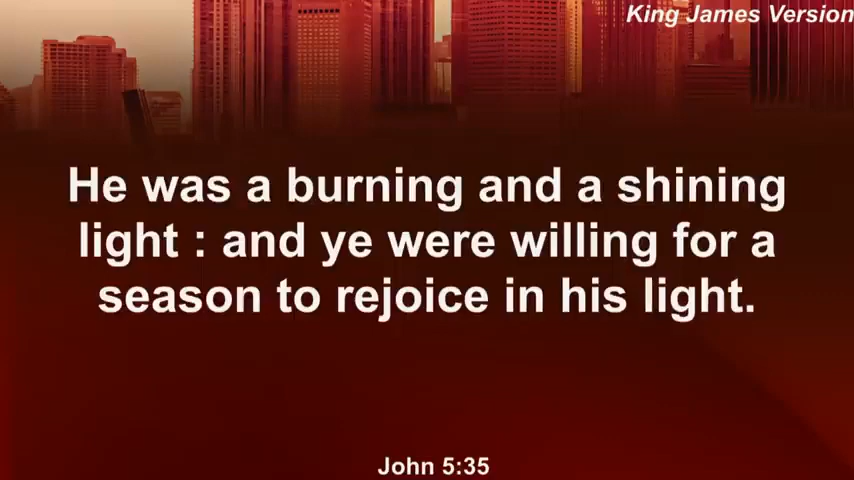 King James Version
He was a burning and a shining
light : and ye were willing for a
season to rejoice in his light.
John 5:35